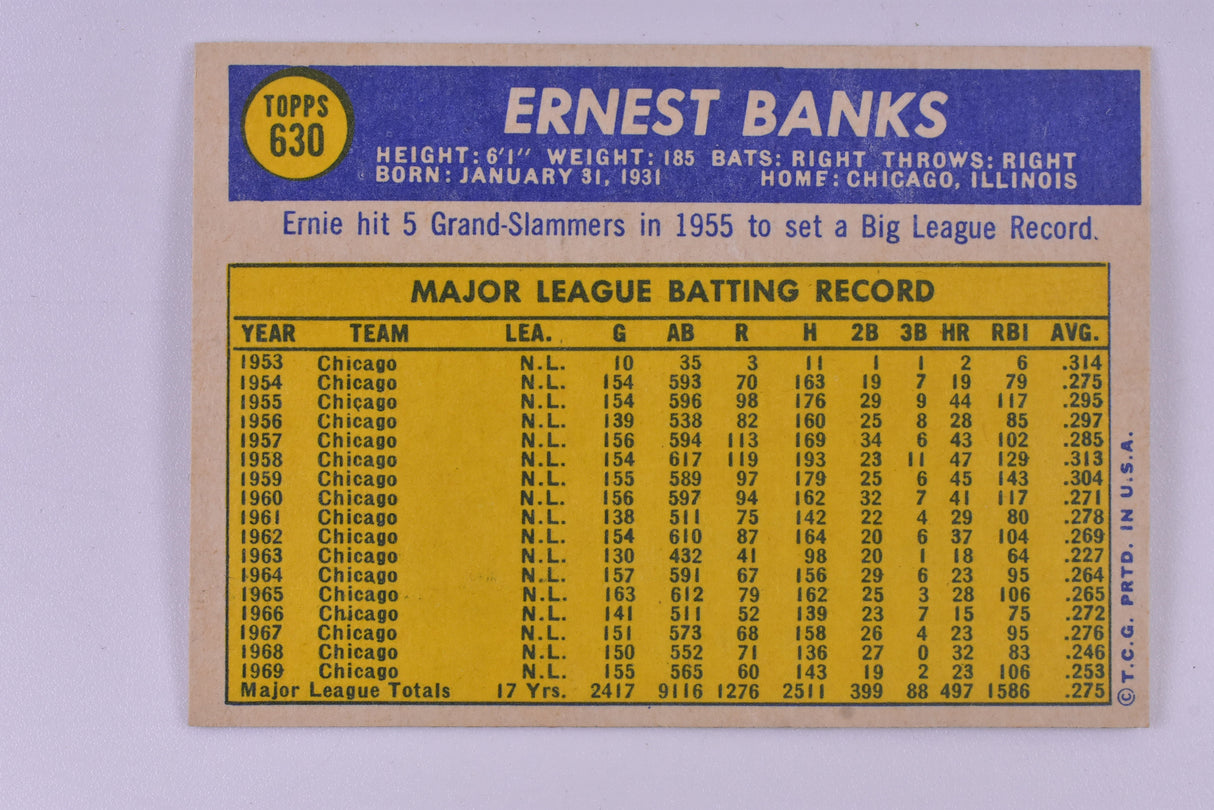 TOPPS
630
ERNEST BANKS
HEIGHT: 6'1" WEIGHT: 185 BATS: RIGHT THROWS: RIGHT
BORN: JANUARY 31, 1931 HOME: CHICAGO, ILLINOIS
Ernie hit 5 Grand-Slammers in 1955 to set a Big League Record.
MAJOR LEAGUE BATTING RECORD
YEAR TEAM LEA. G AB R H 2B 3B HR RBI AVG.
1953 Chicago N.L. 10 35 3 11 1 1 2 6 .314
1954 Chicago N.L. 154 593 70 163 19 7 19 79 .275
1955 Chicago N.L. 154 596 98 176 29 9 44 117 .295
1956 Chicago N.L. 139 538 82 160 25 8 28 85 .297
1957 Chicago N.L. 156 594 113 169 34 6 43 102 .285
1958 Chicago N.L. 154 617 119 193 23 11 47 129 .313
1959 Chicago N.L. 155 589 97 179 25 6 45 143 .304
1960 Chicago N.L. 156 597 94 162 32 7 41 117 .271
1961 Chicago N.L. 138 511 75 142 22 4 29 80 .278
1962 Chicago N.L. 154 610 87 164 20 6 37 104 .269
1963 Chicago N.L. 130 432 41 98 20 1 18 64 .227
1964 Chicago N.L. 157 591 67 156 29 6 23 95 .264
1965 Chicago N.L. 163 612 79 162 25 3 28 106 .265
1966 Chicago N.L. 141 511 52 139 23 7 15 75 .272
1967 Chicago N.L. 151 573 68 158 26 4 23 95 .276
1968 Chicago N.L. 150 552 71 136 27 0 32 83 .246
1969 Chicago N.L. 155 565 60 143 19 2 23 106 .253
Major League Totals 17 Yrs. 2417 9116 1276 2511 399 88 497 1586 .275
© T.C.G. PRTD. IN U.S.A.